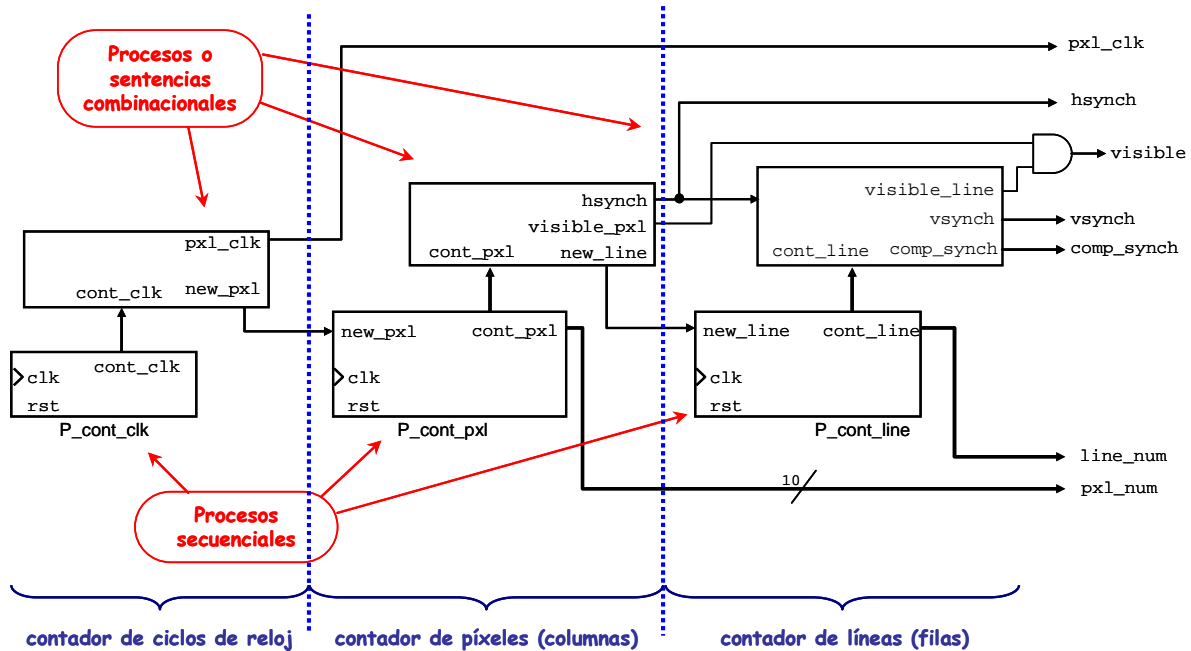 Procesos o
sentencias
combinacionales
pxl_clk
hsynch
visible
vsynch
comp_synch
pxl_clk
cont_clk
new_pxl
hsynch
visible_pxl
cont_pxl
new_line
visible_line
vsynch
cont_line
comp_synch
cont_clk
clk
rst
P_cont_clk
new_pxl
cont_pxl
clk
rst
P_cont_pxl
new_line
cont_line
clk
rst
P_cont_line
line_num
10
pxl_num
Procesos
secuenciales
contador de ciclos de reloj
contador de píxeles (columnas)
contador de líneas (filas)